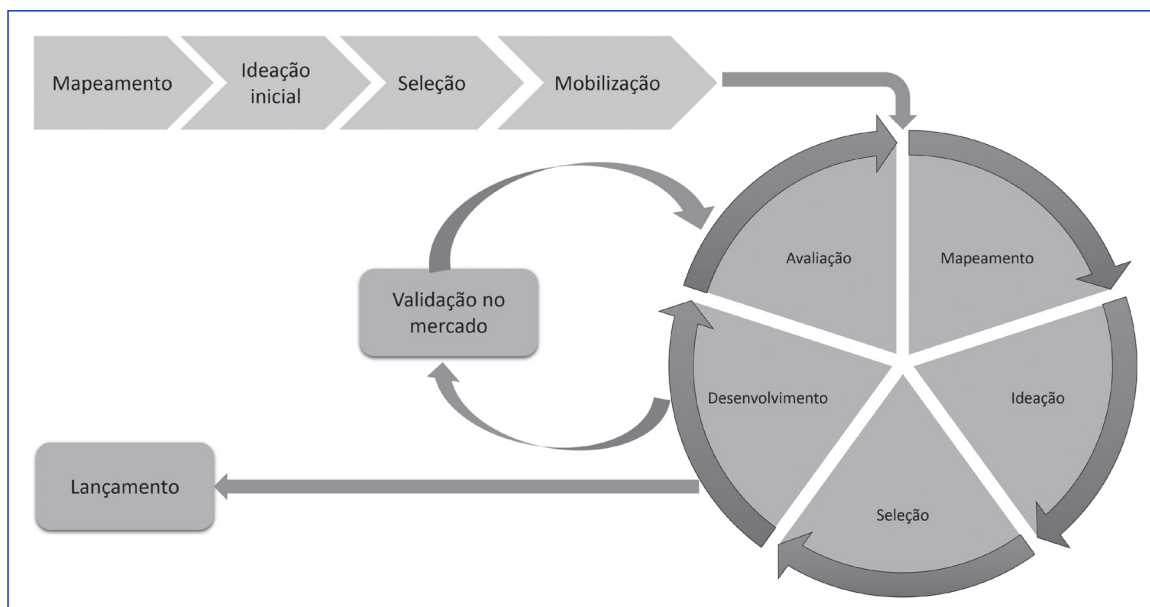 Mapeamento
Ideação
inicial
Seleção
Mobilização
Avaliação
Mapeamento
Validação no
mercado
Desenvolvimento
Ideação
Lançamento
Seleção